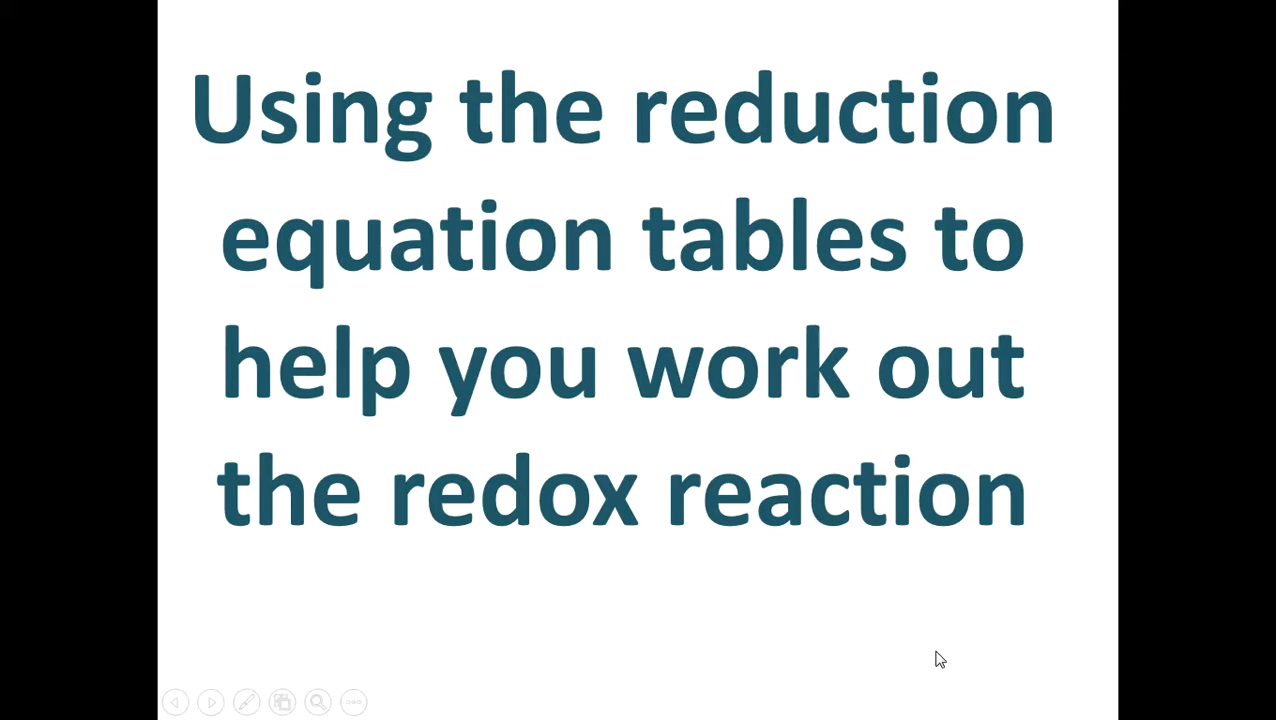 Using the reduction
equation tables to
help you work out
the redox reaction